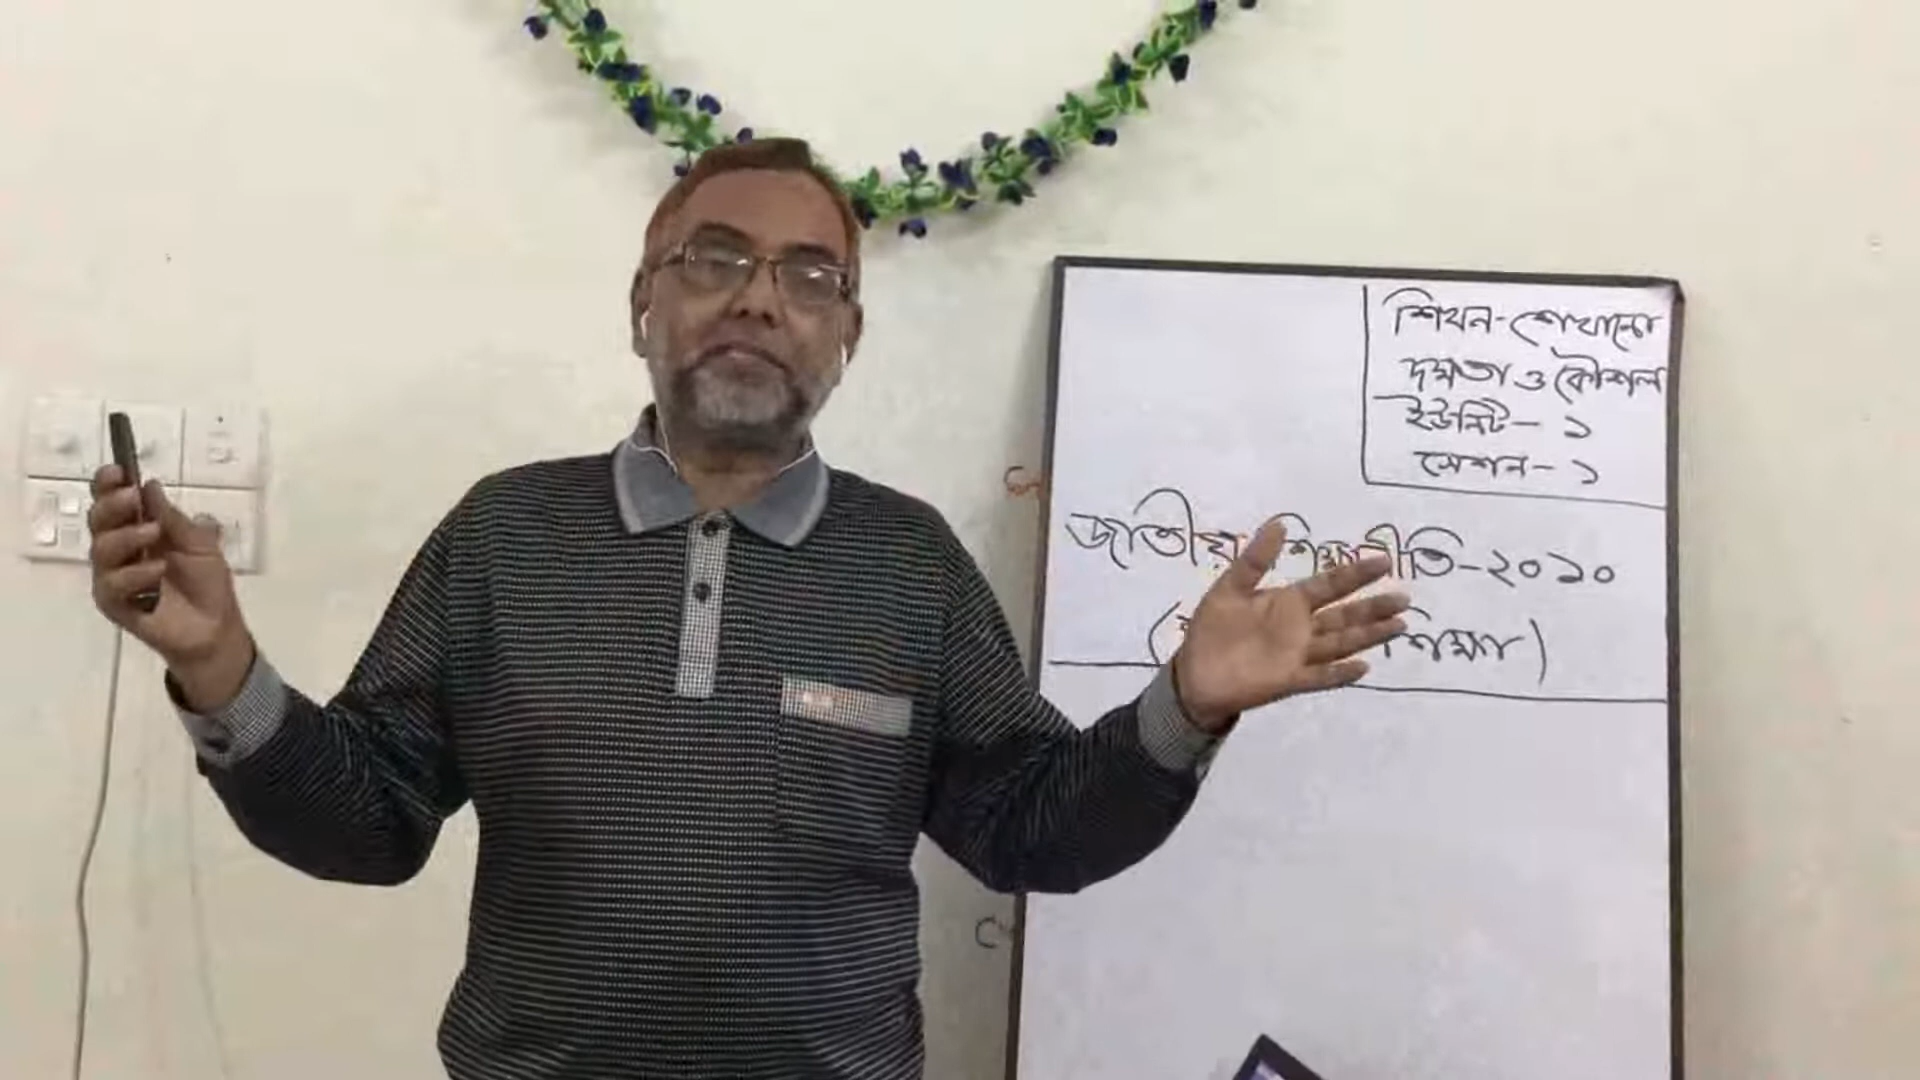 শিখন-শেখানো
দক্ষতা ও কৌশল
ইউনিট- ১
সেশন- ১
জাতীয় শিক্ষানীতি-২০১০
শিক্ষা)